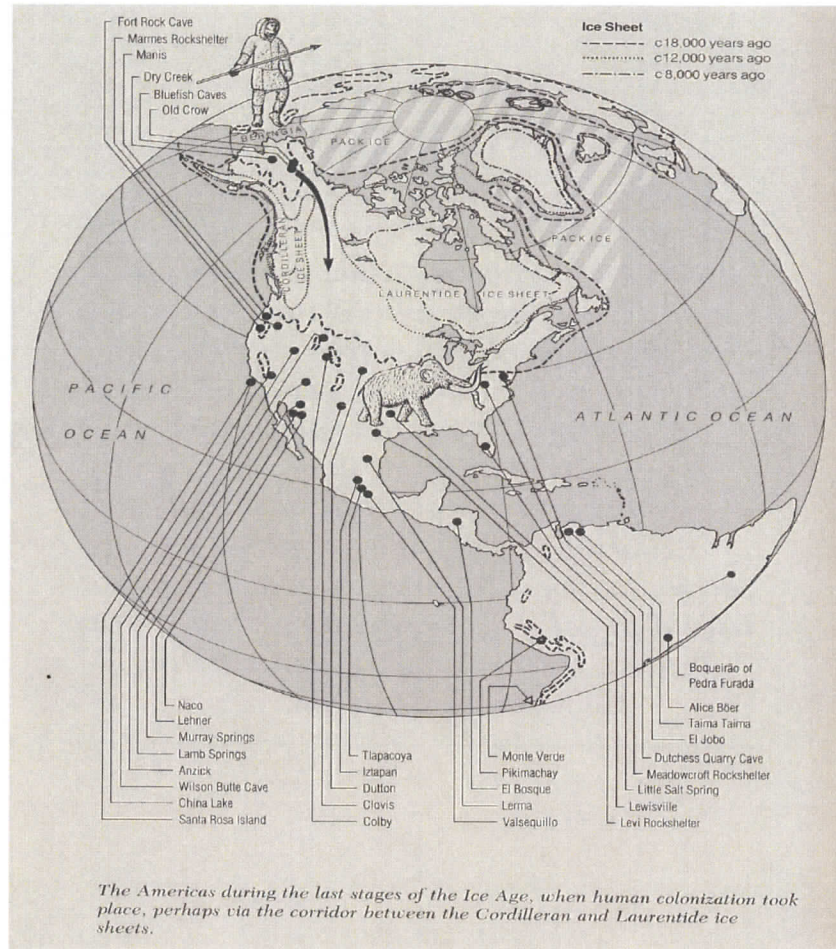 Fort Rock Cave
Marmes Rockshelter
Manis
Dry Creek
Bluefish Caves
Old Crow
Ice Sheet
c18,000 years ago
c12,000 years ago
c8,000 years ago
BERINGIA
PACK ICE
PACK ICE
CORDILLERAN
ICE SHEET
LAURENTIDE ICE SHEET
PACIFIC
OCEAN
ATLANTIC OCEAN
Naco
Lehner
Murray Springs
Lamb Springs
Anzick
Wilson Butte Cave
China Lake
Santa Rosa Island
Tlapacoya
Iztapan
Dutton
Clovis
Colby
Monte Verde
Pikimachay
El Bosque
Lerma
Valsequillo
Boqueirão of
Pedra Furada
Alice Böer
Taima Taima
El Jobo
Dutchess Quarry Cave
Meadowcroft Rockshelter
Little Salt Spring
Lewisville
Levi Rockshelter
The Americas during the last stages of the Ice Age, when human colonization took
place, perhaps via the corridor between the Cordilleran and Laurentide ice
sheets.